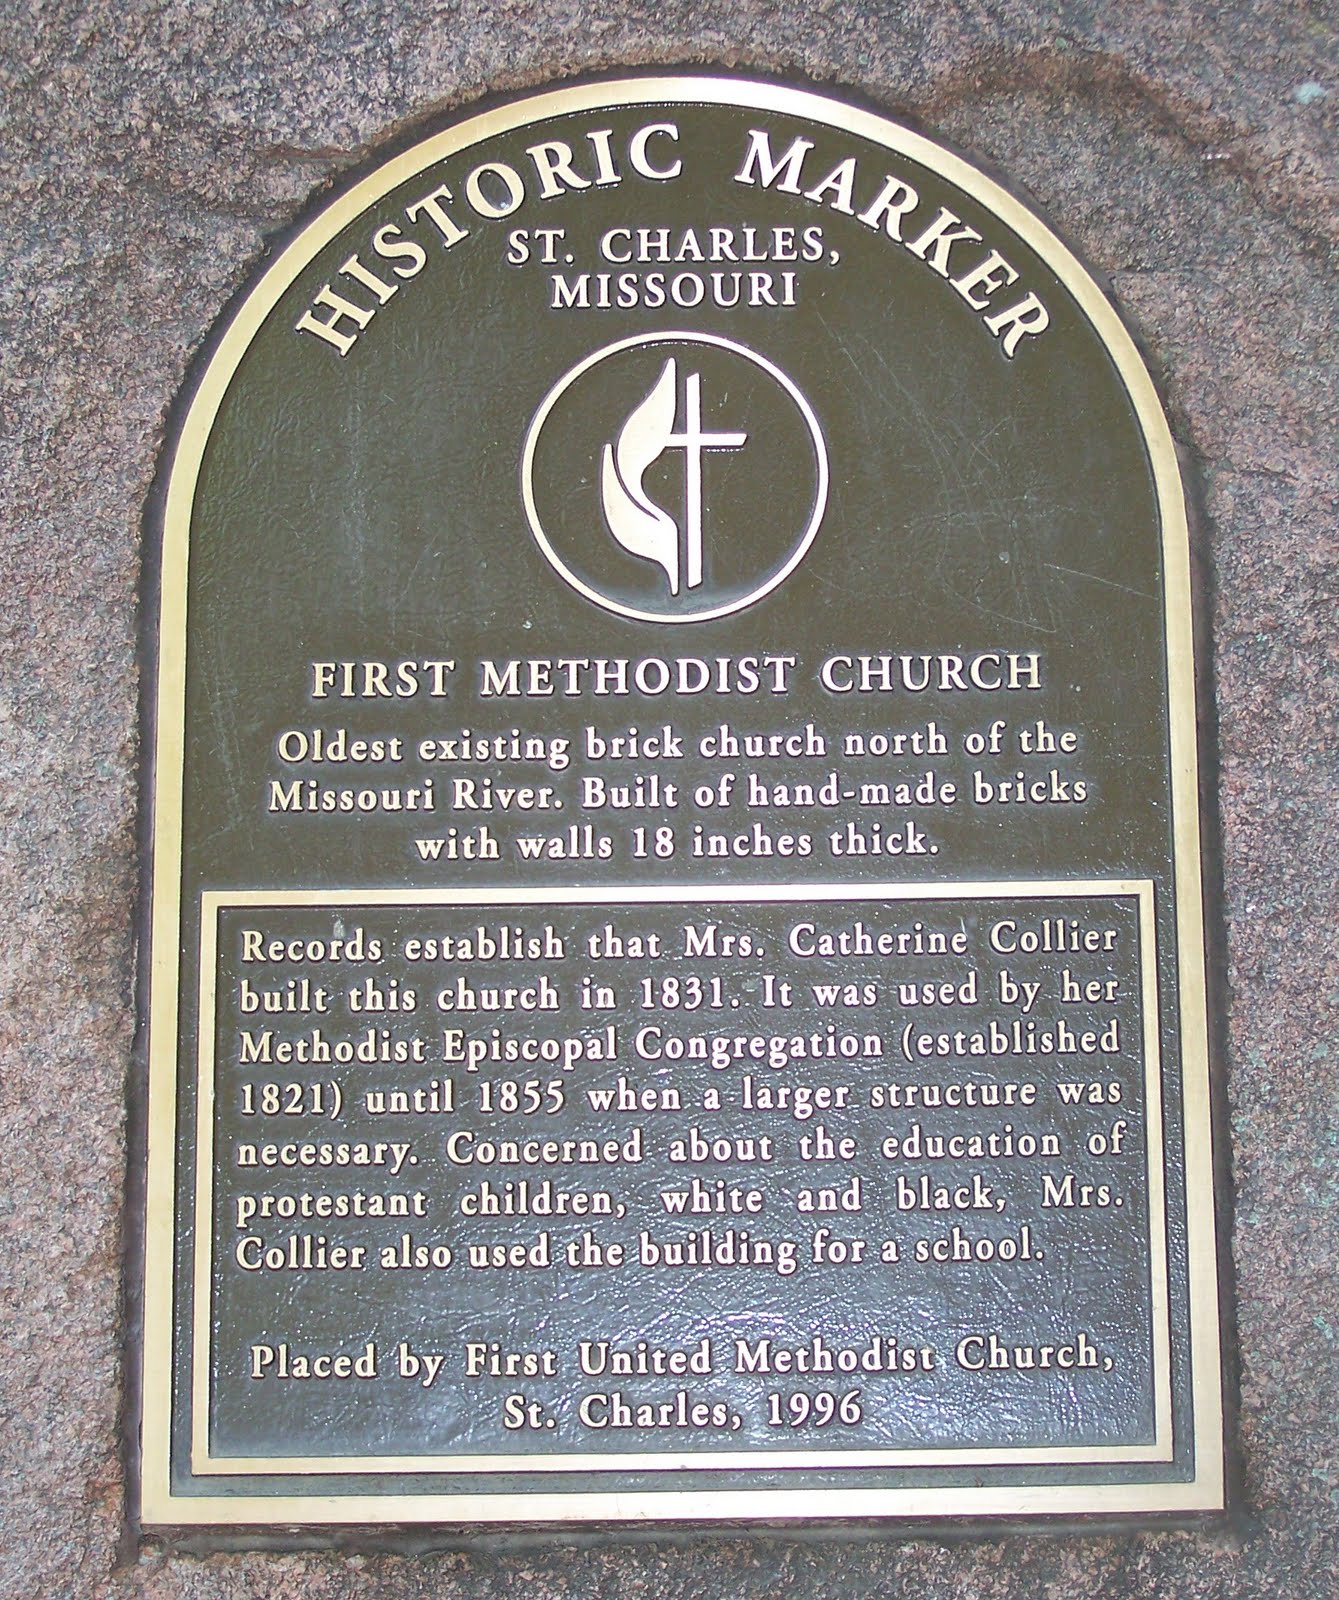 HISTORIC MARKER
ST. CHARLES,
MISSOURI
FIRST METHODIST CHURCH
Oldest existing brick church north of the
Missouri River. Built of hand-made bricks
with walls 18 inches thick.
Records establish that Mrs. Catherine Collier
built this church in 1831. It was used by her
Methodist Episcopal Congregation (established
1821) until 1855 when a larger structure was
necessary. Concerned about the education of
protestant children, white and black, Mrs.
Collier also used the building for a school.
Placed by First United Methodist Church,
St. Charles, 1996